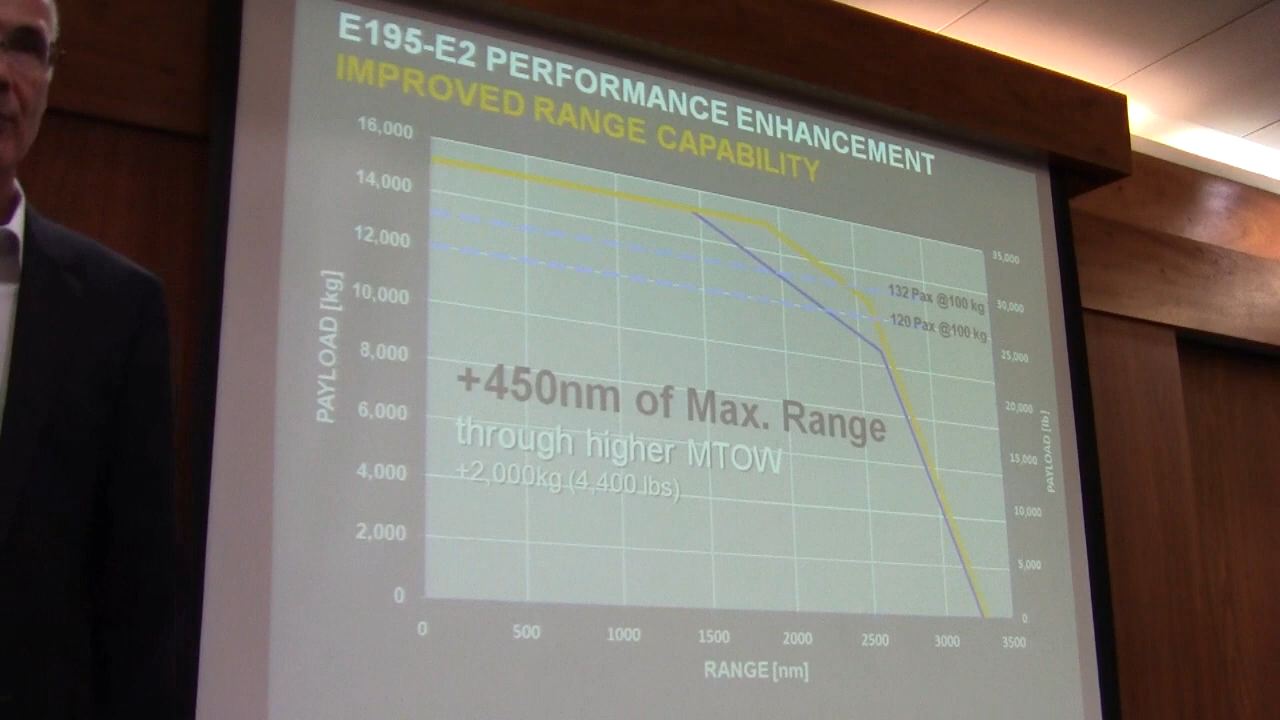 E195-E2 PERFORMANCE ENHANCEMENT
IMPROVED RANGE CAPABILITY
16,000
14,000
12,000
10,000
8,000
6,000
4,000
2,000
0
PAYLOAD [kg]
35,000
30,000
25,000
20,000
15,000
10,000
5,000
0
PAYLOAD [lb]
132 Pax @100 kg
120 Pax @100 kg
+450nm of Max. Range
through higher MTOW
+2,000kg (4,400 lbs)
0 500 1000 1500 2000 2500 3000 3500
RANGE [nm]